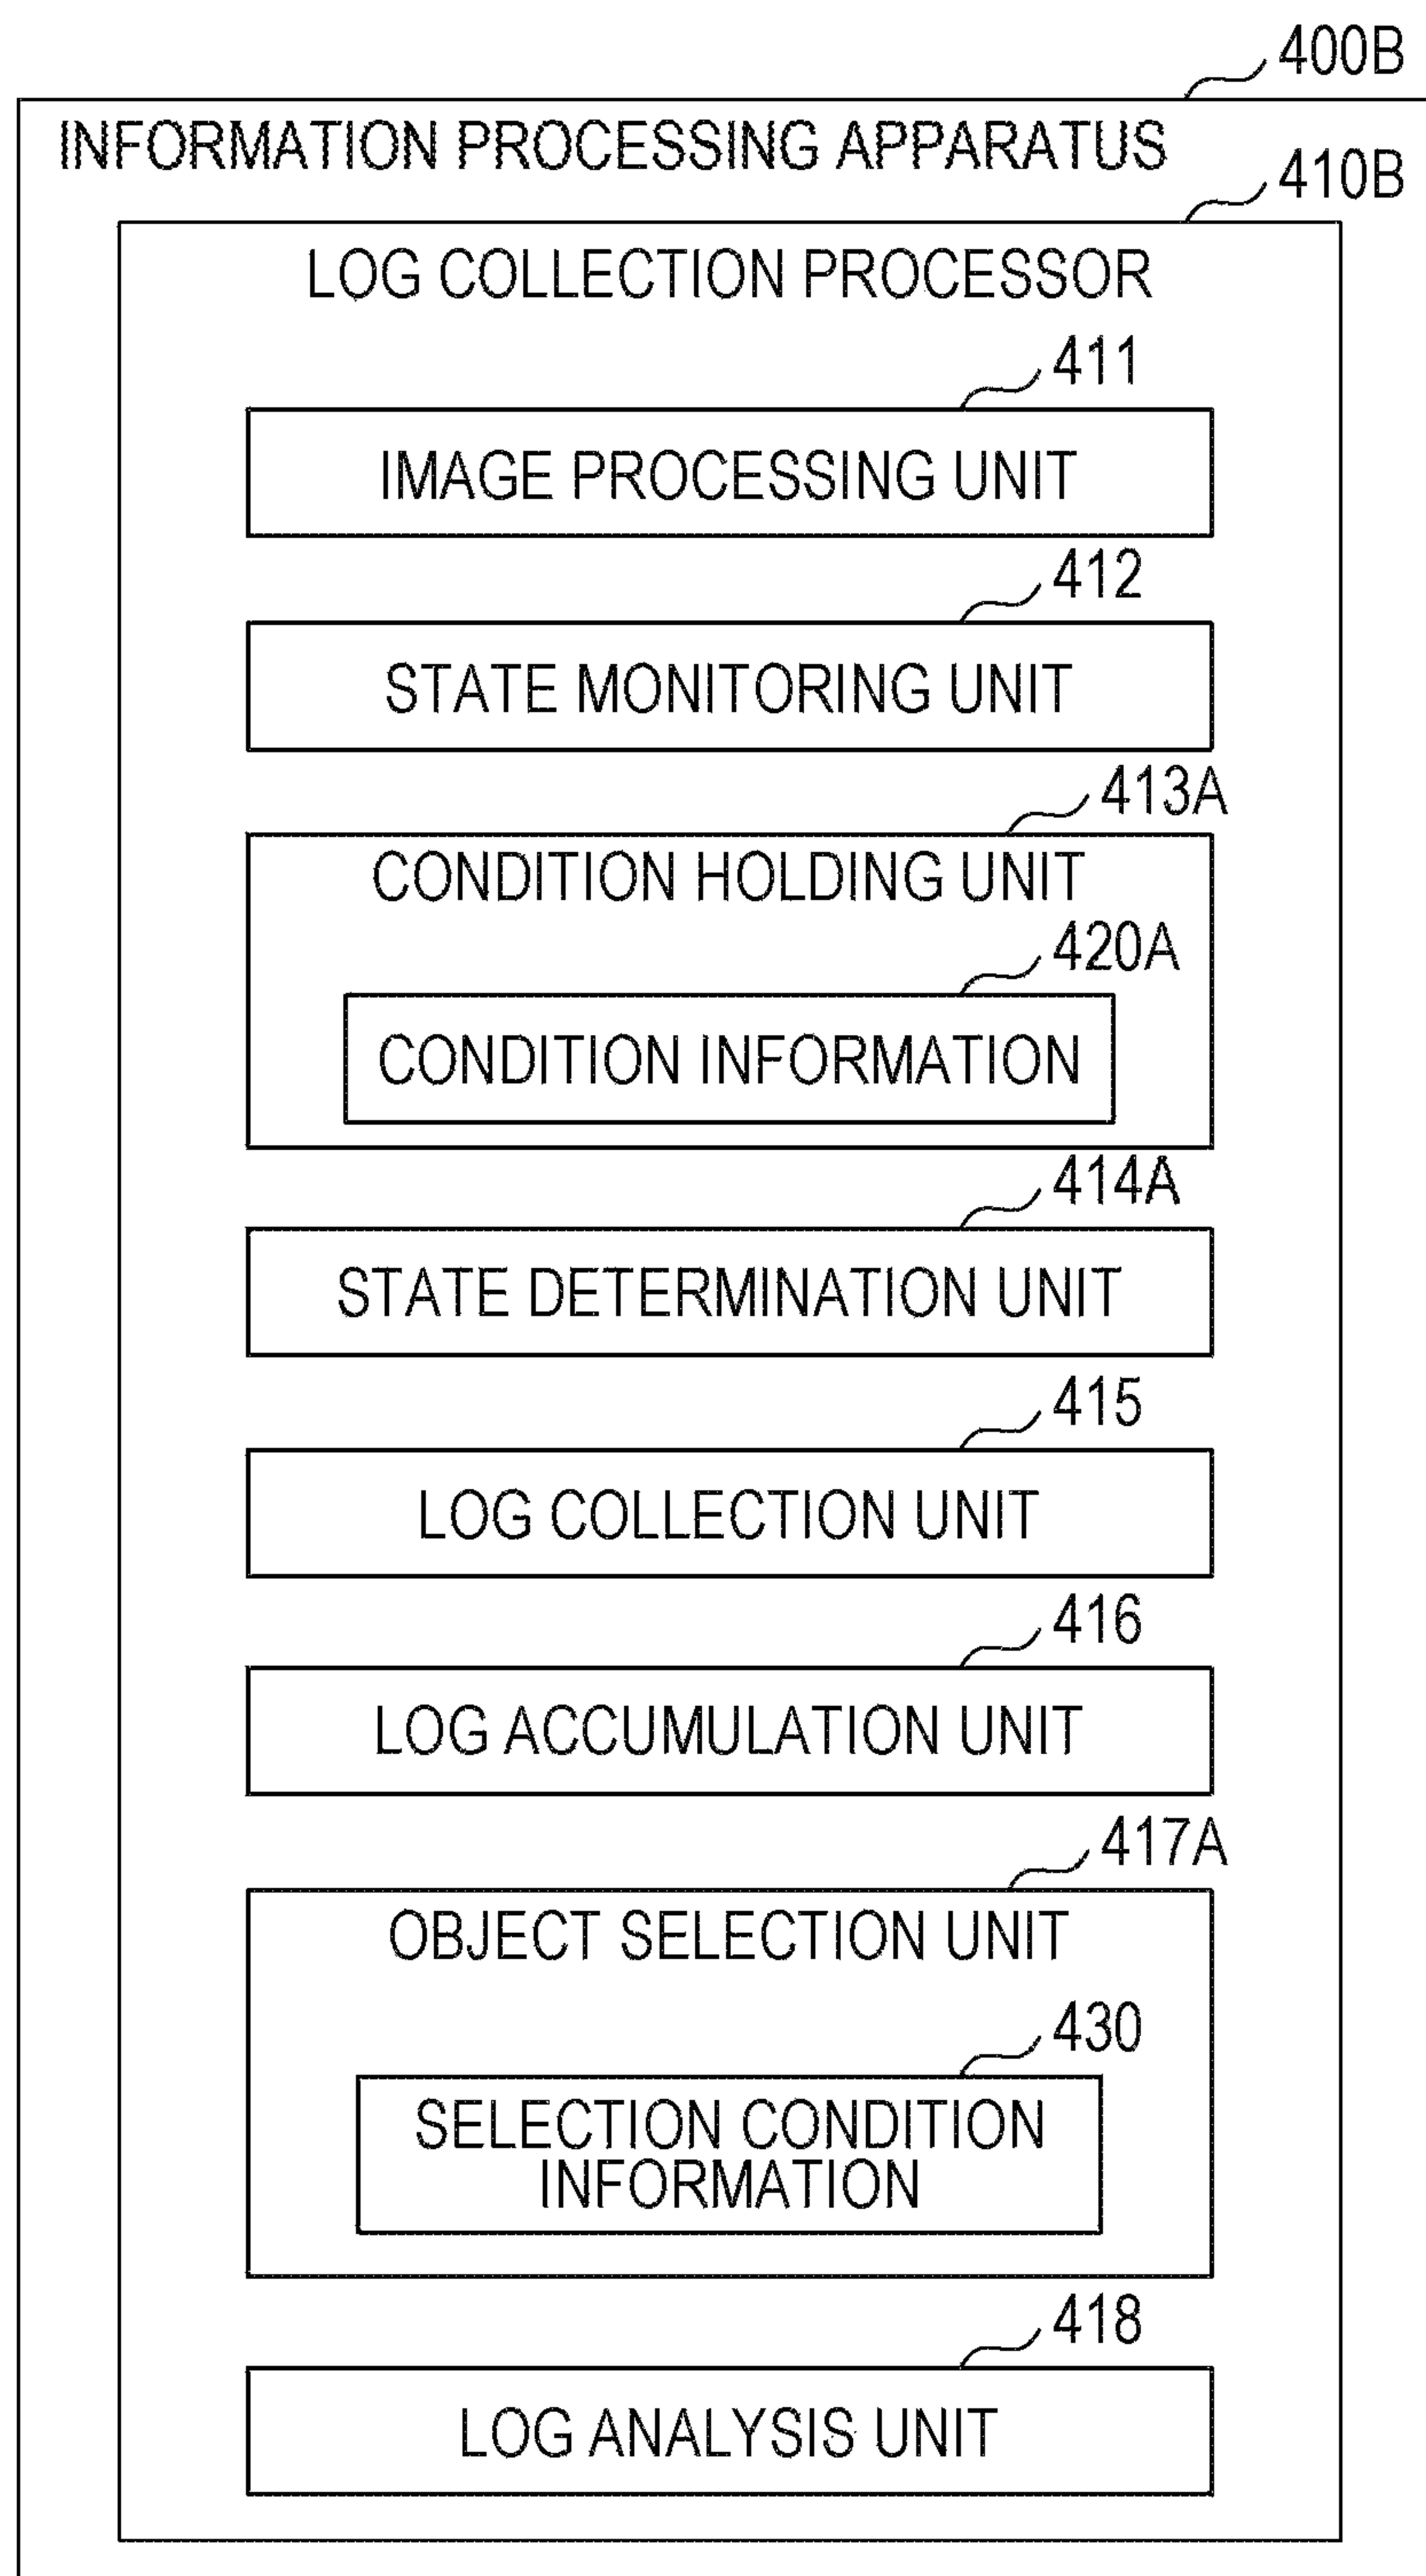 400B
INFORMATION PROCESSING APPARATUS
410B
LOG COLLECTION PROCESSOR
411
IMAGE PROCESSING UNIT
412
STATE MONITORING UNIT
413A
CONDITION HOLDING UNIT
420A
CONDITION INFORMATION
414A
STATE DETERMINATION UNIT
415
LOG COLLECTION UNIT
416
LOG ACCUMULATION UNIT
417A
OBJECT SELECTION UNIT
430
SELECTION CONDITION
INFORMATION
418
LOG ANALYSIS UNIT